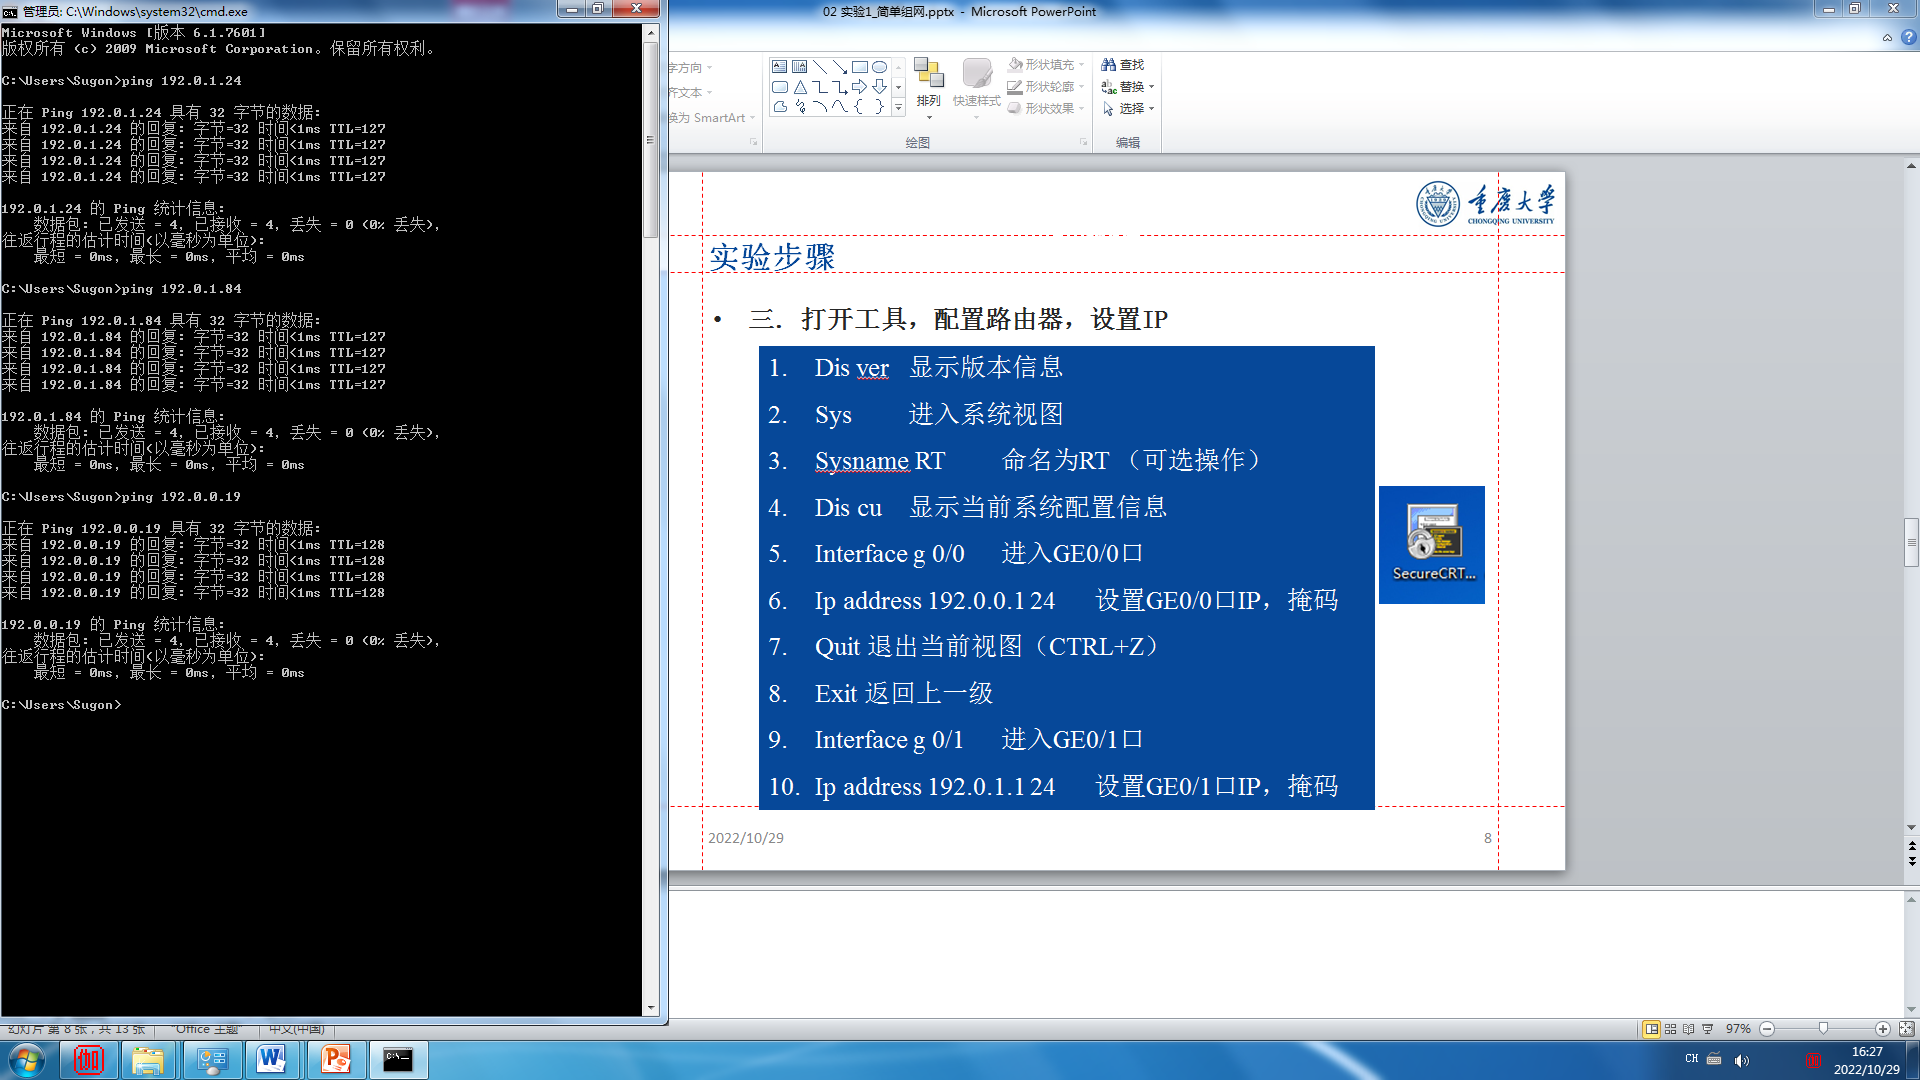 管理员: C:\Windows\system32\cmd.exe
Microsoft Windows [版本 6.1.7601]
版权所有 (c) 2009 Microsoft Corporation。保留所有权利。
C:\Users\Sugon>ping 192.0.1.24
正在 Ping 192.0.1.24 具有 32 字节的数据:
来自 192.0.1.24 的回复: 字节=32 时间<1ms TTL=127
来自 192.0.1.24 的回复: 字节=32 时间<1ms TTL=127
来自 192.0.1.24 的回复: 字节=32 时间<1ms TTL=127
来自 192.0.1.24 的回复: 字节=32 时间<1ms TTL=127
192.0.1.24 的 Ping 统计信息:
数据包: 已发送 = 4，已接收 = 4，丢失 = 0 (0% 丢失)，
往返行程的估计时间(以毫秒为单位):
最短 = 0ms，最长 = 0ms，平均 = 0ms
C:\Users\Sugon>ping 192.0.1.84
正在 Ping 192.0.1.84 具有 32 字节的数据:
来自 192.0.1.84 的回复: 字节=32 时间<1ms TTL=127
来自 192.0.1.84 的回复: 字节=32 时间<1ms TTL=127
来自 192.0.1.84 的回复: 字节=32 时间<1ms TTL=127
来自 192.0.1.84 的回复: 字节=32 时间<1ms TTL=127
192.0.1.84 的 Ping 统计信息:
数据包: 已发送 = 4，已接收 = 4，丢失 = 0 (0% 丢失)，
往返行程的估计时间(以毫秒为单位):
最短 = 0ms，最长 = 0ms，平均 = 0ms
C:\Users\Sugon>ping 192.0.0.19
正在 Ping 192.0.0.19 具有 32 字节的数据:
来自 192.0.0.19 的回复: 字节=32 时间<1ms TTL=128
来自 192.0.0.19 的回复: 字节=32 时间<1ms TTL=128
来自 192.0.0.19 的回复: 字节=32 时间<1ms TTL=128
来自 192.0.0.19 的回复: 字节=32 时间<1ms TTL=128
192.0.0.19 的 Ping 统计信息:
数据包: 已发送 = 4，已接收 = 4，丢失 = 0 (0% 丢失)，
往返行程的估计时间(以毫秒为单位):
最短 = 0ms，最长 = 0ms，平均 = 0ms
C:\Users\Sugon>
02 实验1_简单组网.pptx - Microsoft PowerPoint
字方向
齐文本
换为 SmartArt
排列
快速样式
形状填充
形状轮廓
形状效果
绘图
查找
替换
选择
编辑
重庆大学
CHONGQING UNIVERSITY
实验步骤
• 三. 打开工具，配置路由器，设置IP
1. Dis ver 显示版本信息
2. Sys 进入系统视图
3. Sysname RT 命名为RT （可选操作）
4. Dis cu 显示当前系统配置信息
5. Interface g 0/0 进入GE0/0口
6. Ip address 192.0.0.1 24 设置GE0/0口IP，掩码
7. Quit 退出当前视图（CTRL+Z）
8. Exit 返回上一级
9. Interface g 0/1 进入GE0/1口
10. Ip address 192.0.1.1 24 设置GE0/1口IP，掩码
SecureCRT...
2022/10/29
8
幻灯片 第 8 张，共 13 张
"Office 主题"
中文(中国)
97%
CH
16:27
2022/10/29